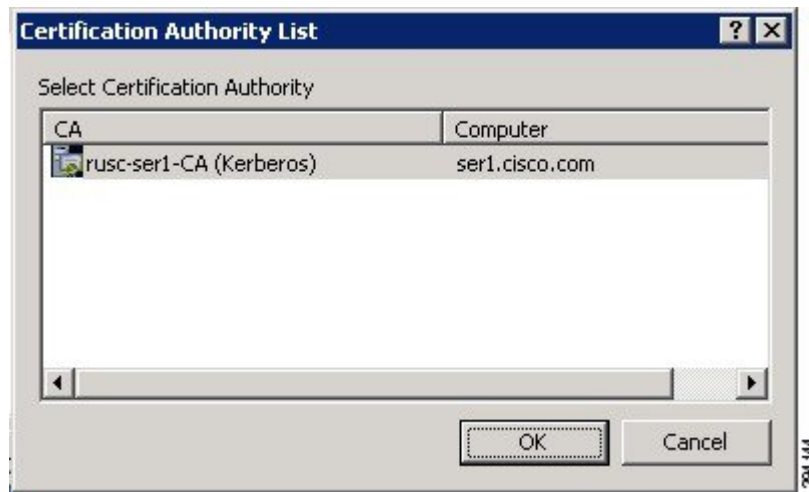 Certification Authority List
Select Certification Authority
CA Computer
rusc-ser1-CA (Kerberos) ser1.cisco.com
OK Cancel